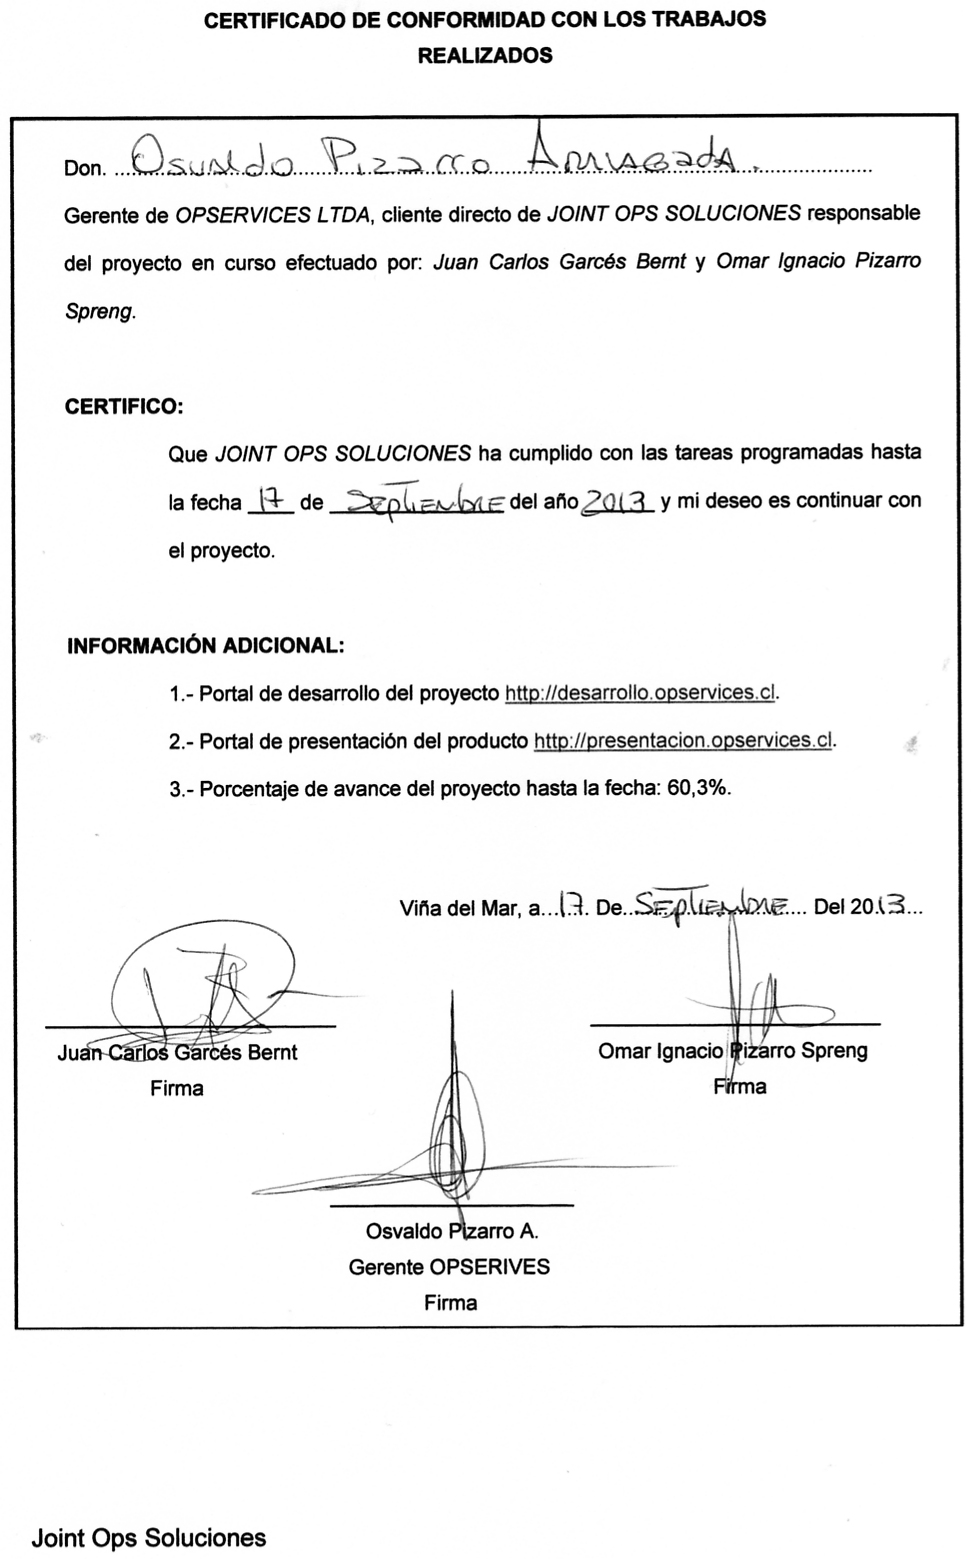 CERTIFICADO DE CONFORMIDAD CON LOS TRABAJOS
REALIZADOS
Don. Osvaldo Pizarro Arriagada.
Gerente de OPSERVICES LTDA, cliente directo de JOINT OPS SOLUCIONES responsable
del proyecto en curso efectuado por: Juan Carlos Garcés Bernt y Omar Ignacio Pizarro
Spreng.
CERTIFICO:
Que JOINT OPS SOLUCIONES ha cumplido con las tareas programadas hasta
la fecha 17 de Septiembre del año 2013 y mi deseo es continuar con
el proyecto.
INFORMACIÓN ADICIONAL:
1.- Portal de desarrollo del proyecto http://desarrollo.opservices.cl.
2.- Portal de presentación del producto http://presentacion.opservices.cl.
3.- Porcentaje de avance del proyecto hasta la fecha: 60,3%.
Viña del Mar, a...17. De..Septiembre.... Del 2013...
Juan Carlos Garcés Bernt
Firma
Omar Ignacio Pizarro Spreng
Firma
Osvaldo Pizarro A.
Gerente OPSERIVES
Firma
Joint Ops Soluciones